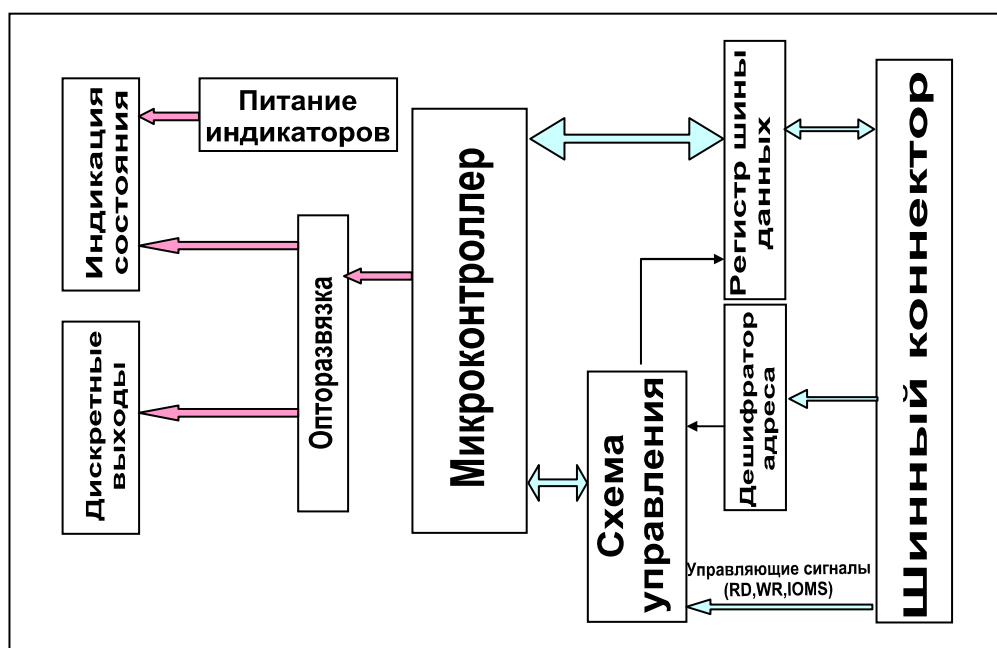 Индикация
состояния
Питание
индикаторов
Дискретные
выходы
Опторазвязка
Микроконтроллер
Регистр шины
данных
Дешифратор
адреса
Схема
управления
Управляющие сигналы
(RD,WR,IOMS)
Шинный коннектор